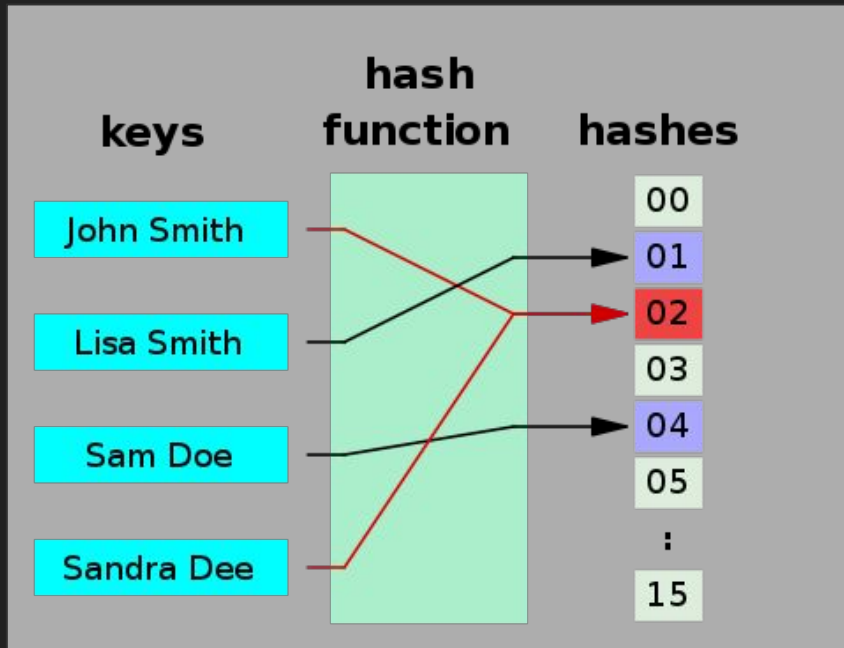 keys
hash
function
hashes
John Smith
Lisa Smith
Sam Doe
Sandra Dee
00
01
02
03
04
05
:
15